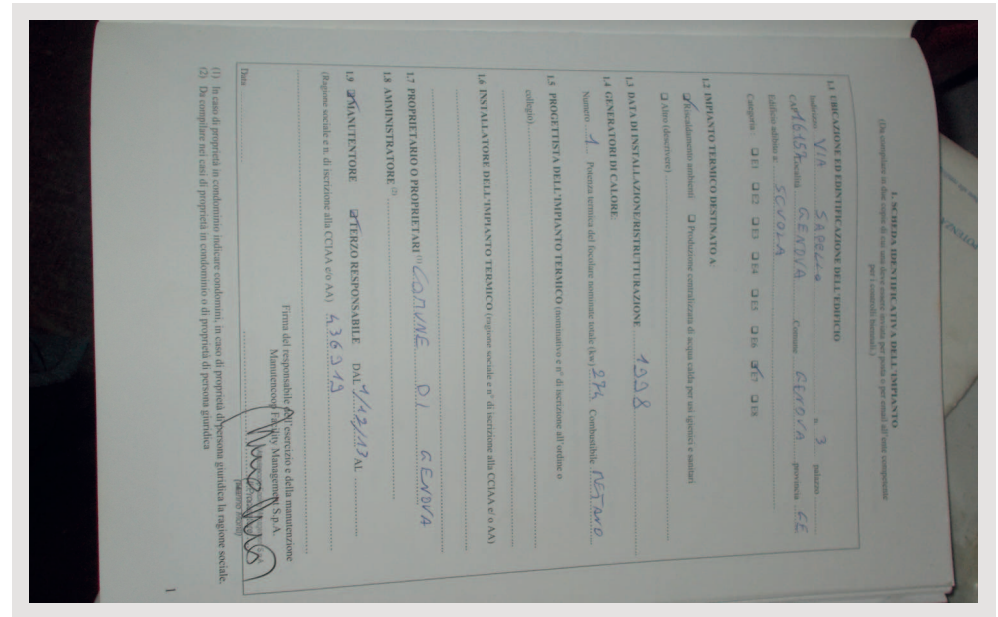 1. SCHEDA IDENTIFICATIVA DELL'IMPIANTO
(Da compilare in due copie di cui una deve essere inviata per posta o per email all'ente competente
per i controlli biennali.)
1.1 UBICAZIONE ED EDINTIFICAZIONE DELL'EDIFICIO
Indirizzo VIA SAPELLO n. 3 palazzo
CAP 16157 Località GENOVA Comune GENOVA provincia GE
Edificio adibito a: SCUOLA
Categoria: E1 E2 E3 E4 E5 E6 E7 E8
1.2 IMPIANTO TERMICO DESTINATO A:
Riscaldamento ambienti Produzione centralizzata di acqua calda per usi igienici e sanitari
Altro (descrivere)
1.3 DATA DI INSTALLAZIONE/RISTRUTTURAZIONE 1998
1.4 GENERATORI DI CALORE:
Numero 1 Potenza termica del focolare nominante totale (kw) 274 Combustibile METANO
1.5 PROGETTISTA DELL'IMPIANTO TERMICO (nominativo e n° di iscrizione all'ordine o
collegio)
1.6 INSTALLATORE DELL'IMPIANTO TERMICO (ragione sociale e n° di iscrizione alla CCIAA e/ o AA)
1.7 PROPRIETARIO O PROPRIETARI (1) COMUNE DI GENOVA
1.8 AMMINISTRATORE (2)
1.9 MANUTENTORE TERZO RESPONSABILE DAL 1/12/13 AL
(Ragione sociale e n. di iscrizione alla CCIAA e/o AA) 436919
Firma del responsabile dell'esercizio e della manutenzione
Manutencoop Facility Management S.p.A.
Data
(1) In caso di proprietà in condominio indicare condomini, in caso di proprietà di persona giuridica la ragione sociale.
(2) Da compilare nei casi di proprietà in condominio o di proprietà di persona giuridica
1